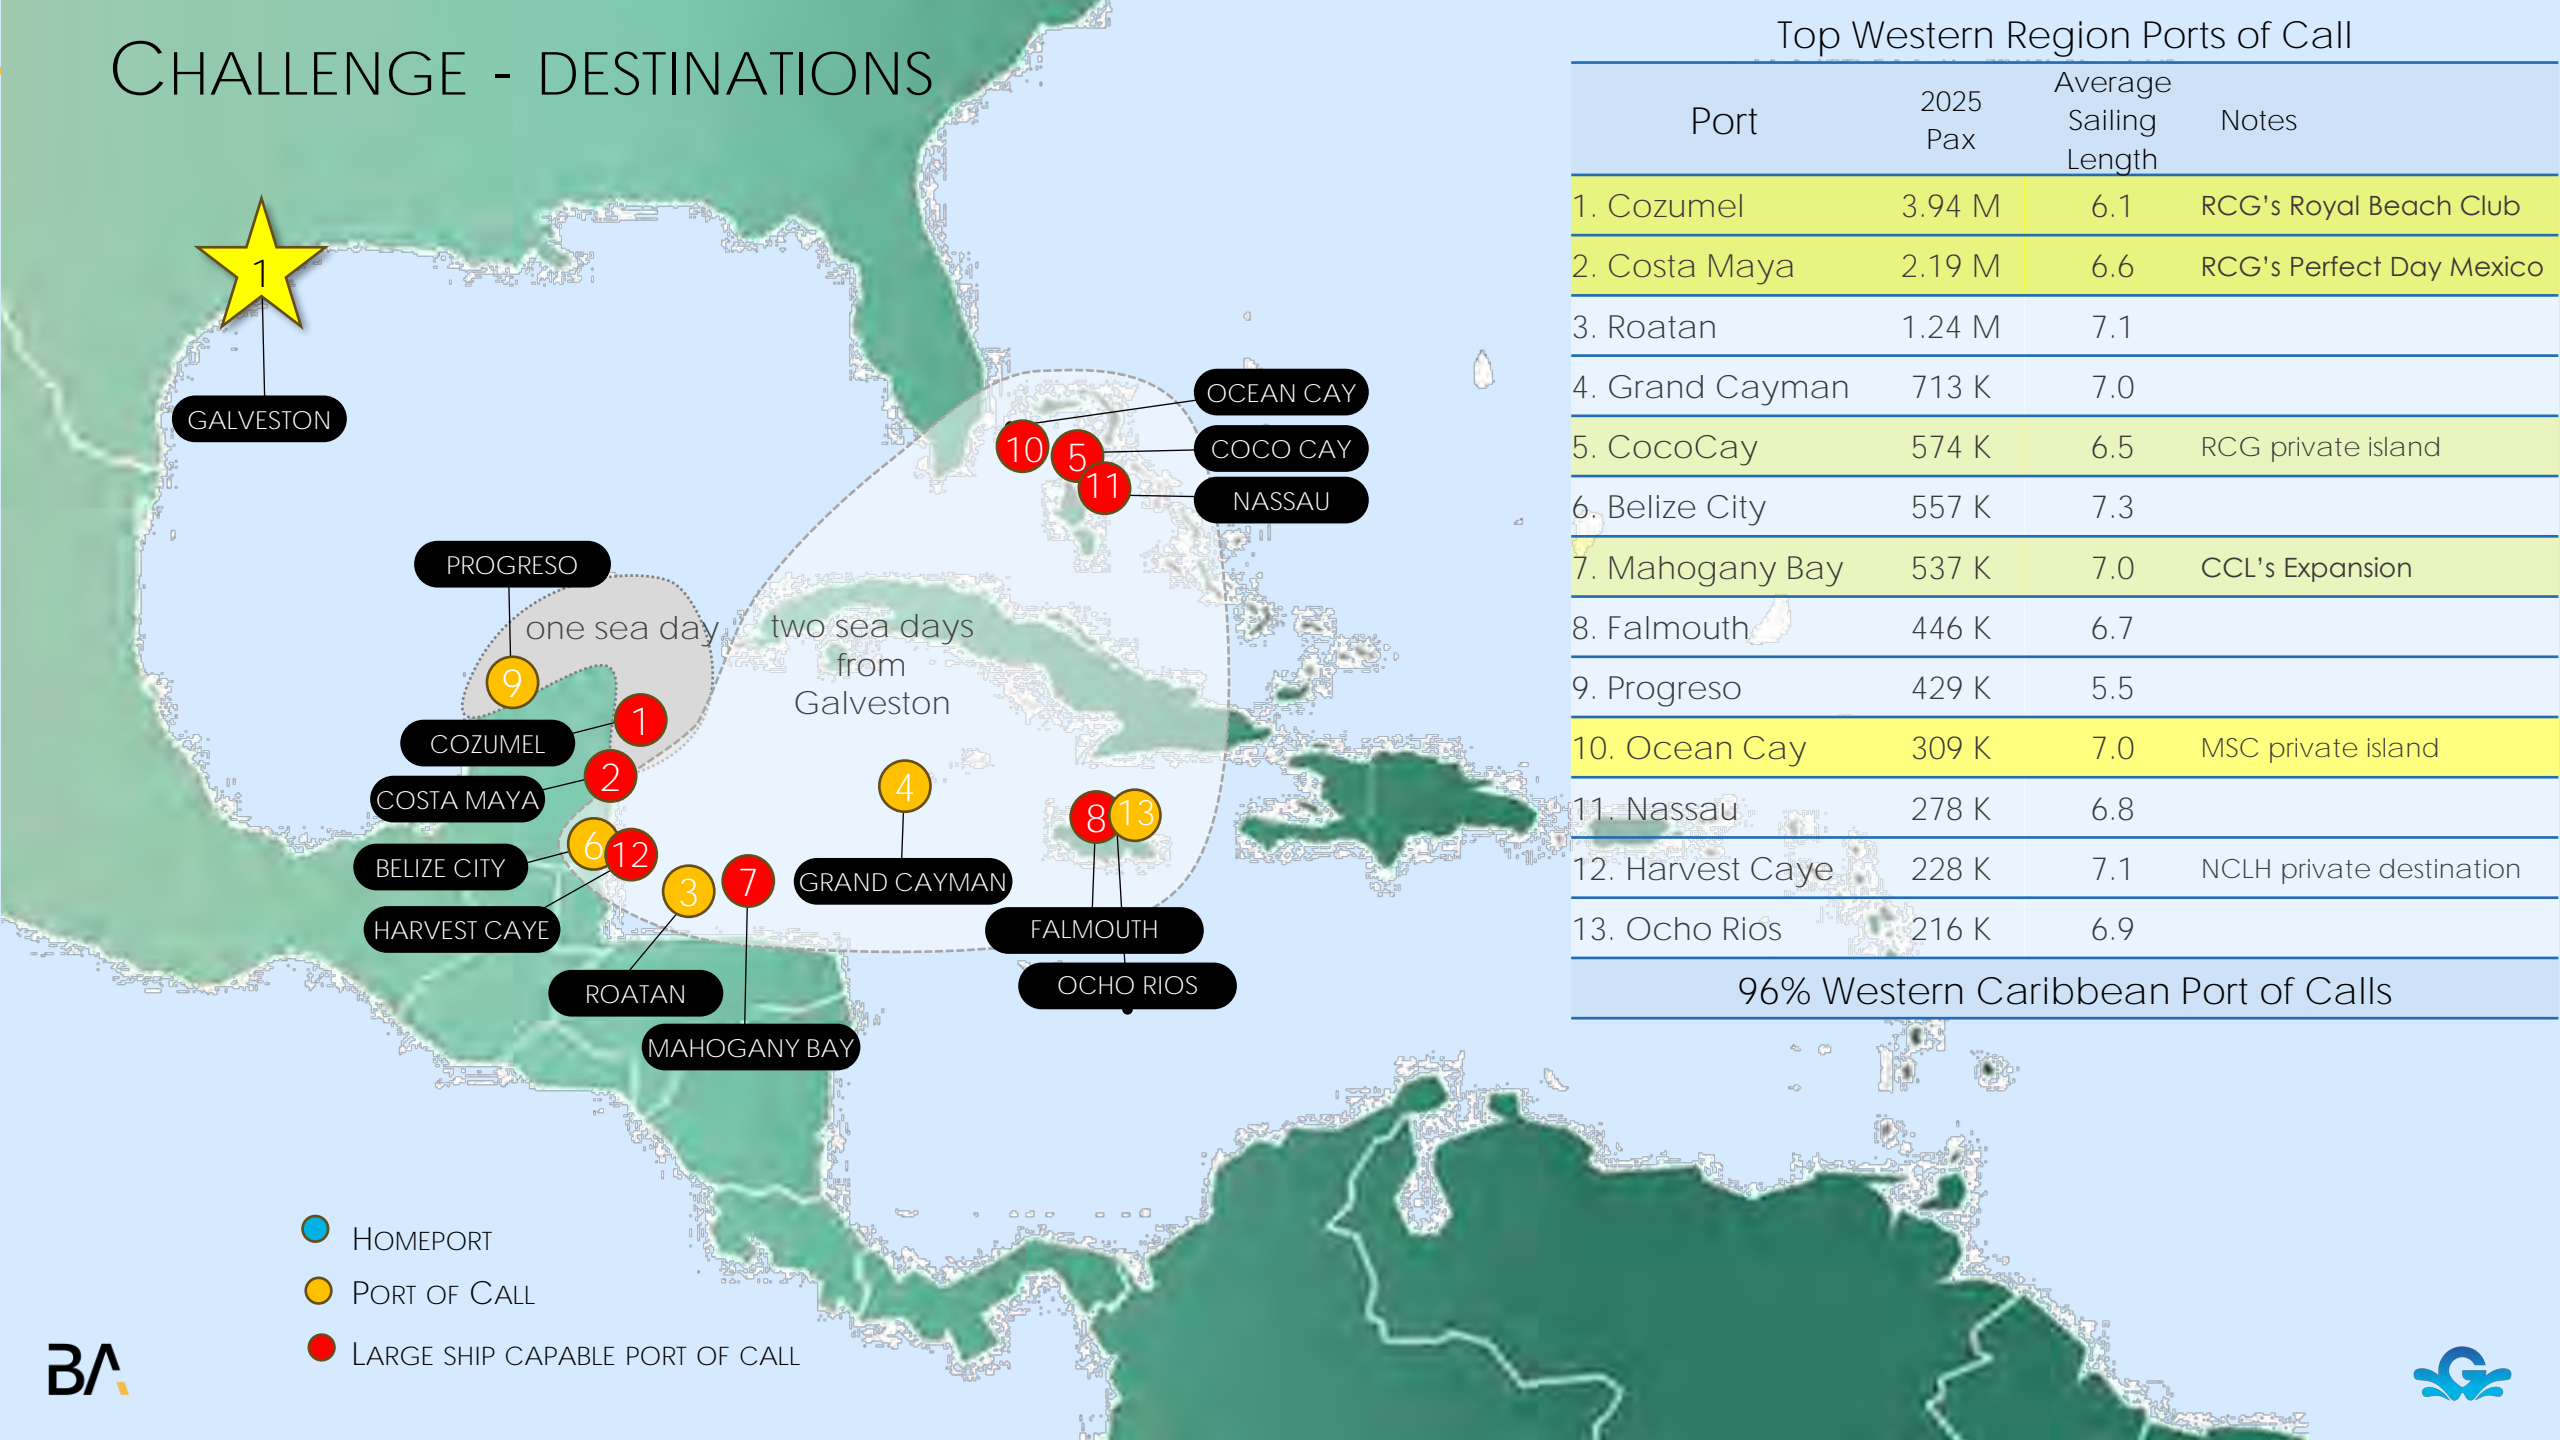 CHALLENGE - DESTINATIONS
1
GALVESTON
PROGRESO
one sea day
9
1
COZUMEL
2
COSTA MAYA
6
12
BELIZE CITY
HARVEST CAYE
3
ROATAN
7
MAHOGANY BAY
two sea days
from
Galveston
4
GRAND CAYMAN
8
13
FALMOUTH
OCHO RIOS
10
5
11
OCEAN CAY
COCO CAY
NASSAU
HOMEPORT
PORT OF CALL
LARGE SHIP CAPABLE PORT OF CALL
BA
Top Western Region Ports of Call
Port 2025 Pax Average Sailing Length Notes
1. Cozumel 3.94 M 6.1 RCG's Royal Beach Club
2. Costa Maya 2.19 M 6.6 RCG's Perfect Day Mexico
3. Roatan 1.24 M 7.1
4. Grand Cayman 713 K 7.0
5. CocoCay 574 K 6.5 RCG private island
6. Belize City 557 K 7.3
7. Mahogany Bay 537 K 7.0 CCL's Expansion
8. Falmouth 446 K 6.7
9. Progreso 429 K 5.5
10. Ocean Cay 309 K 7.0 MSC private island
11. Nassau 278 K 6.8
12. Harvest Caye 228 K 7.1 NCLH private destination
13. Ocho Rios 216 K 6.9
96% Western Caribbean Port of Calls
G